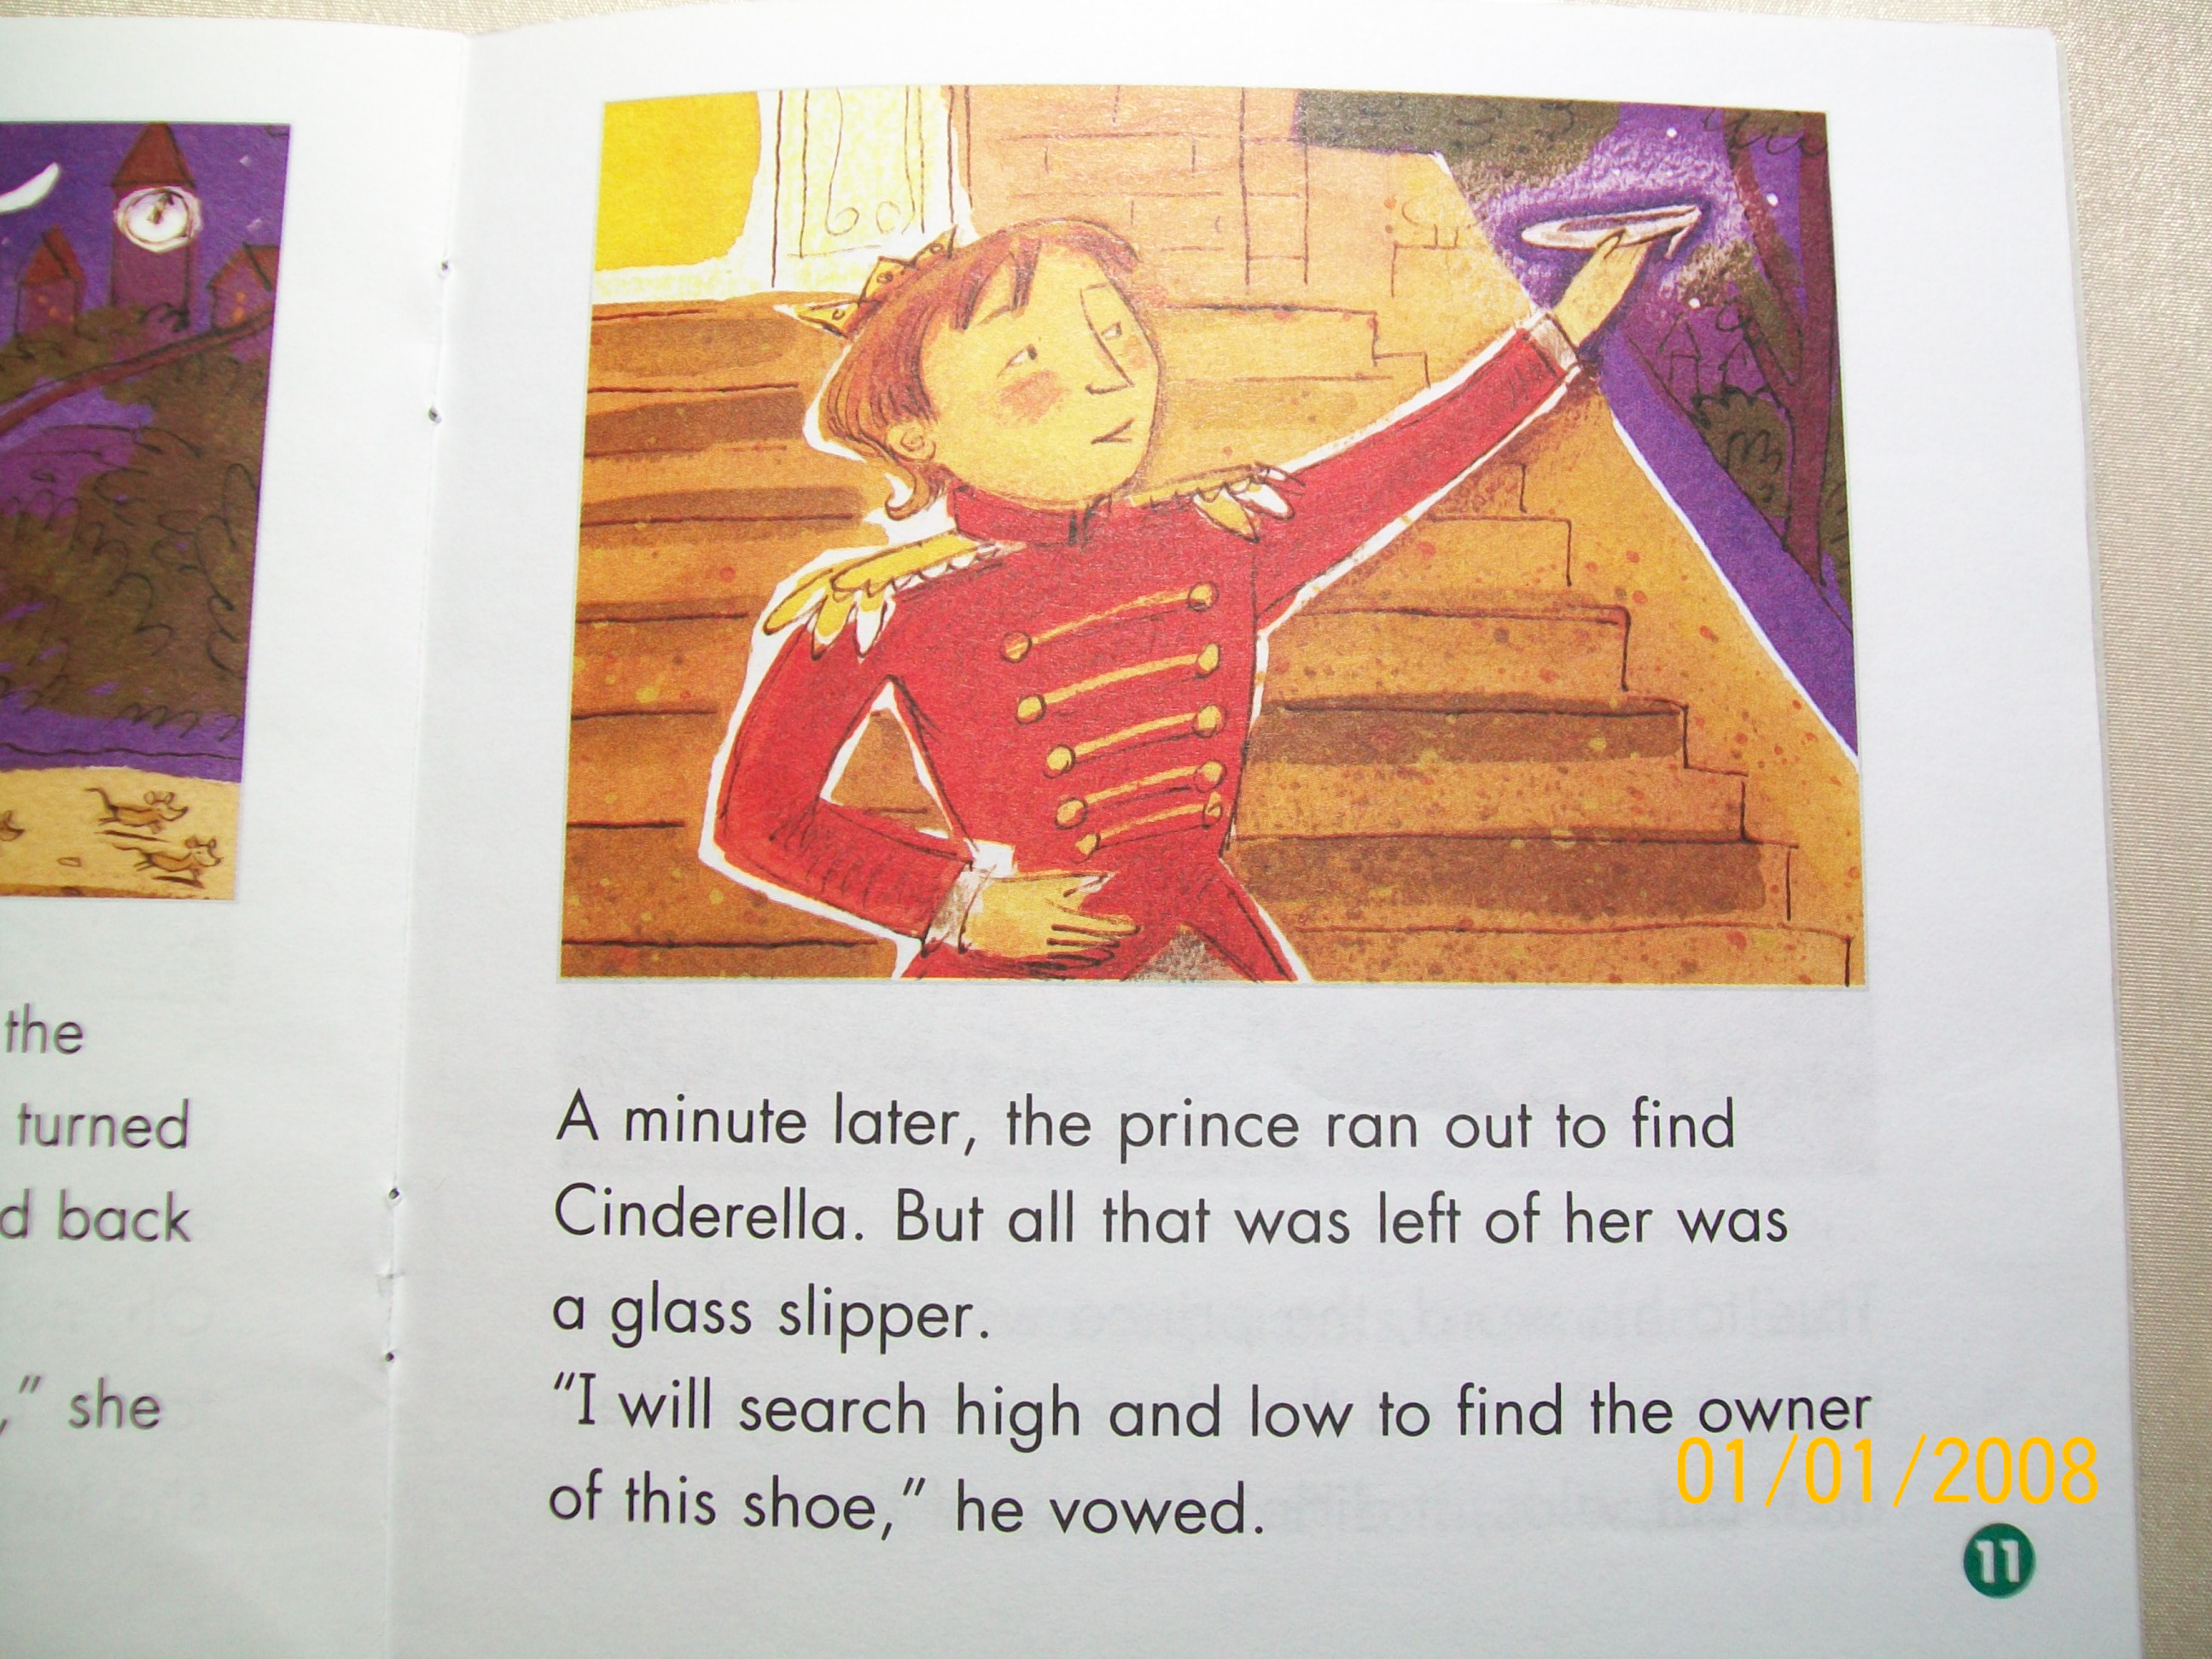 the
turned
d back
," she
A minute later, the prince ran out to find
Cinderella. But all that was left of her was
a glass slipper.
"I will search high and low to find the owner
of this shoe," he vowed.
01/01/2008
11